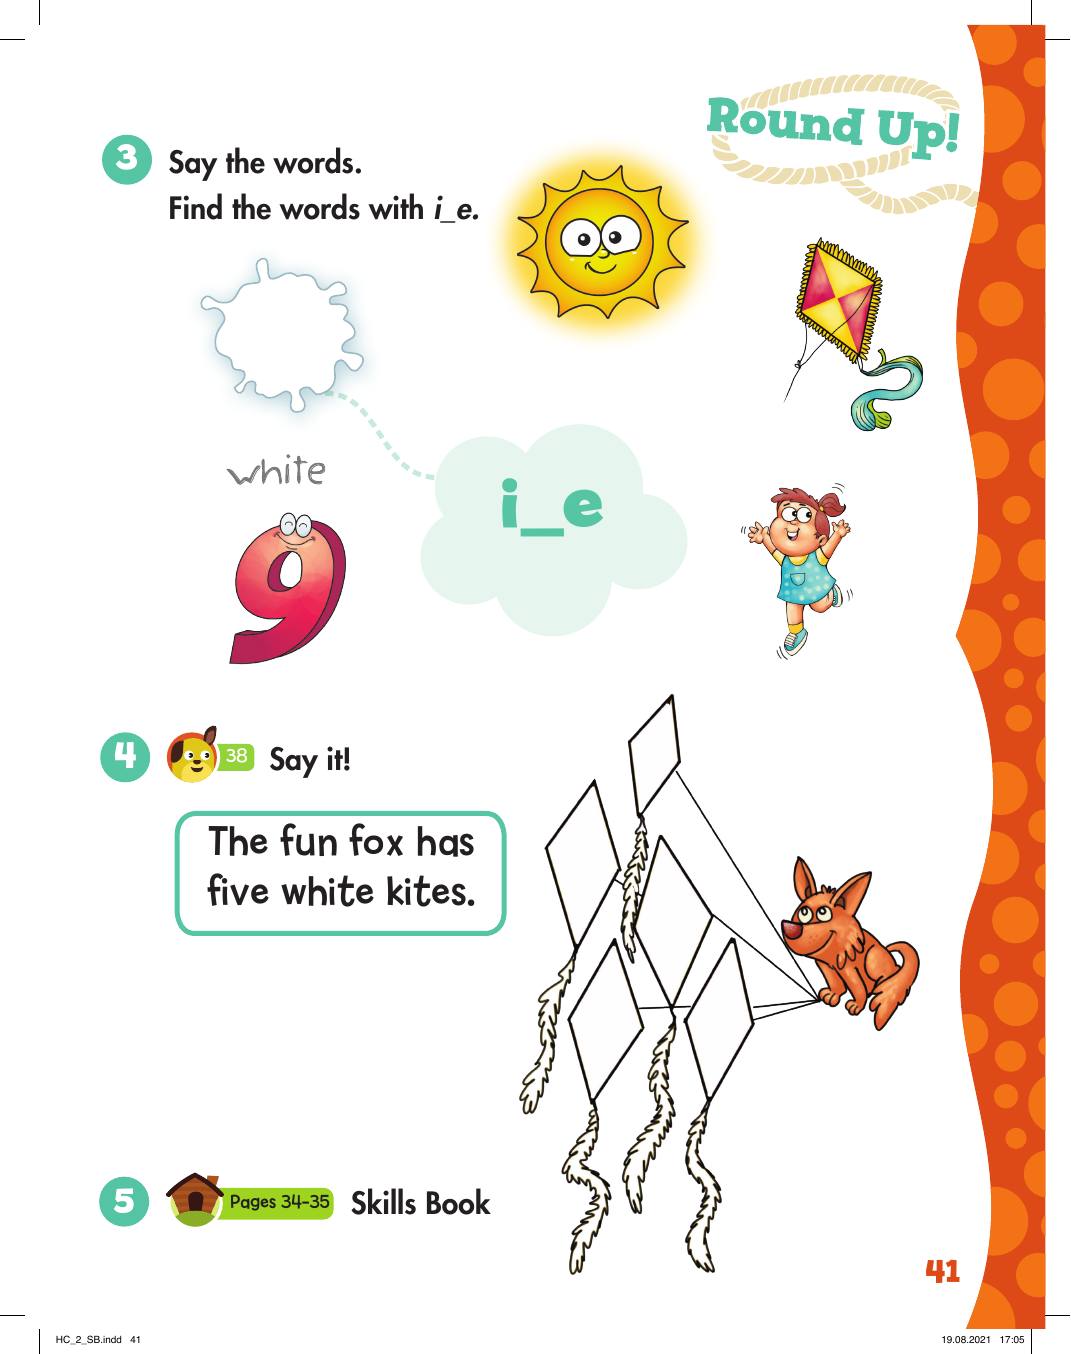 Round Up!
3 Say the words.
Find the words with i_e.
white
i_e
9
4 38 Say it!
The fun fox has
five white kites.
5 Pages 34-35 Skills Book
41
HC_2_SB.indd 41
19.08.2021 17:05